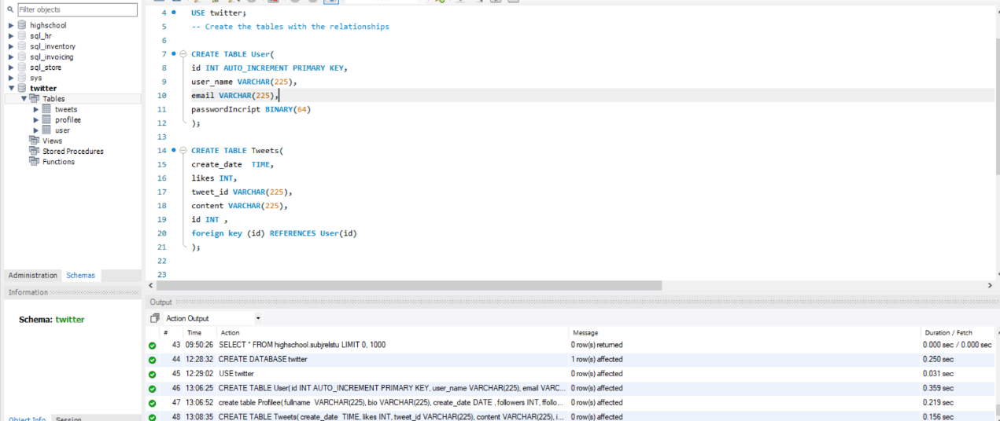 Filter objects
highschool
sql_hr
sql_inventory
sql_invoicing
sql_store
sys
twitter
Tables
tweets
profilee
user
Views
Stored Procedures
Functions
Administration Schemas
Information
Schema: twitter
Object Info Session
4 USE twitter;
5 -- Create the tables with the relationships
6
7 CREATE TABLE User(
8 id INT AUTO_INCREMENT PRIMARY KEY,
9 user_name VARCHAR(225),
10 email VARCHAR(225),
11 passwordIncript BINARY(64)
12 );
13
14 CREATE TABLE Tweets(
15 create_date  TIME,
16 likes INT,
17 tweet_id VARCHAR(225),
18 content VARCHAR(225),
19 id INT ,
20 foreign key (id) REFERENCES User(id)
21 );
22
23
Output
Action Output
# Time Action Message Duration / Fetch
43 09:50:26 SELECT * FROM highschool.subjrelstu LIMIT 0, 1000 0 row(s) returned 0.000 sec / 0.000 sec
44 12:28:32 CREATE DATABASE twitter 1 row(s) affected 0.250 sec
45 12:29:02 USE twitter 0 row(s) affected 0.031 sec
46 13:06:25 CREATE TABLE User( id INT AUTO_INCREMENT PRIMARY KEY, user_name VARCHAR(225), email VARC... 0 row(s) affected 0.359 sec
47 13:06:52 create table Profilee( fullname  VARCHAR(225), bio VARCHAR(225), create_date DATE , followers INT, ffollo... 0 row(s) affected 0.219 sec
48 13:08:35 CREATE TABLE Tweets( create_date  TIME, likes INT, tweet_id VARCHAR(225), content VARCHAR(225), i... 0 row(s) affected 0.156 sec